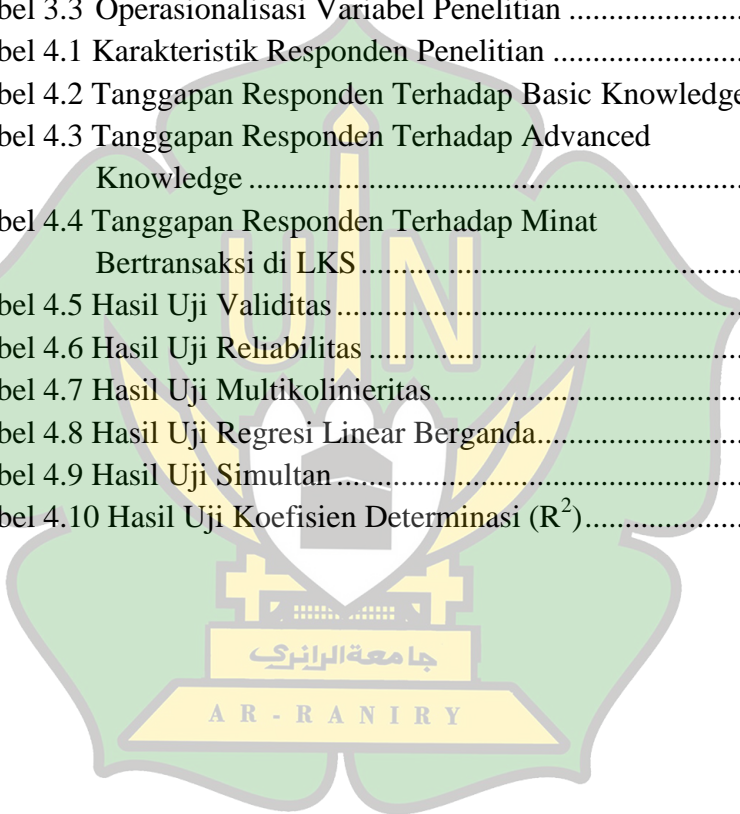 bel 3.3 Operasionalisasi Variabel Penelitian ....................
bel 4.1 Karakteristik Responden Penelitian ......................
bel 4.2 Tanggapan Responden Terhadap Basic Knowledge
bel 4.3 Tanggapan Responden Terhadap Advanced
Knowledge ............................................................
bel 4.4 Tanggapan Responden Terhadap Minat
Bertransaksi di LKS ..............................................
bel 4.5 Hasil Uji Validitas .................................................
bel 4.6 Hasil Uji Reliabilitas .............................................
bel 4.7 Hasil Uji Multikolinieritas.....................................
bel 4.8 Hasil Uji Regresi Linear Berganda........................
bel 4.9 Hasil Uji Simultan .................................................
bel 4.10 Hasil Uji Koefisien Determinasi (R²)..................
UIN
جامعة الرانري
AR-RANIRY